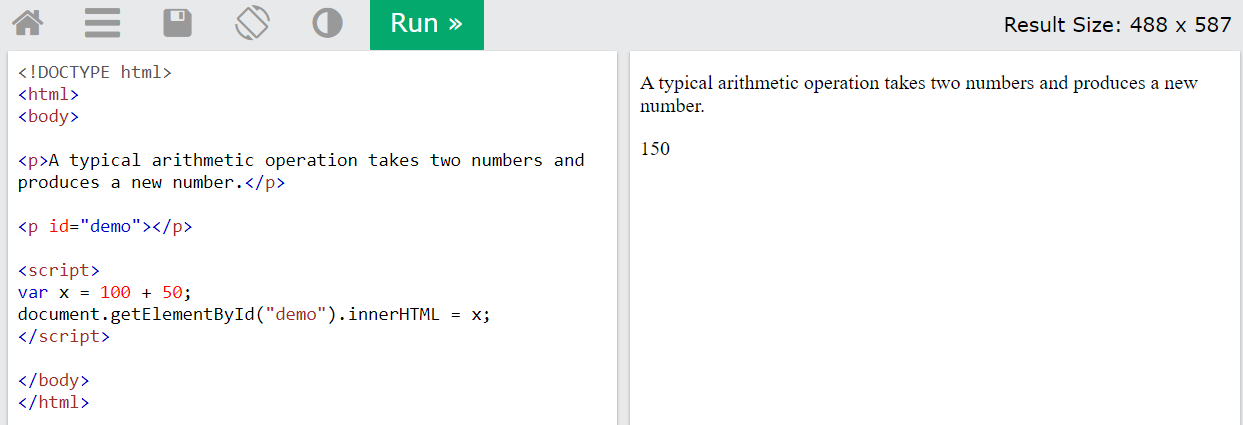 Run »
Result Size: 488 x 587
<!DOCTYPE html>
<html>
<body>
<p>A typical arithmetic operation takes two numbers and
produces a new number.</p>
<p id="demo"></p>
<script>
var x = 100 + 50;
document.getElementById("demo").innerHTML = x;
</script>
</body>
</html>
A typical arithmetic operation takes two numbers and produces a new
number.
150